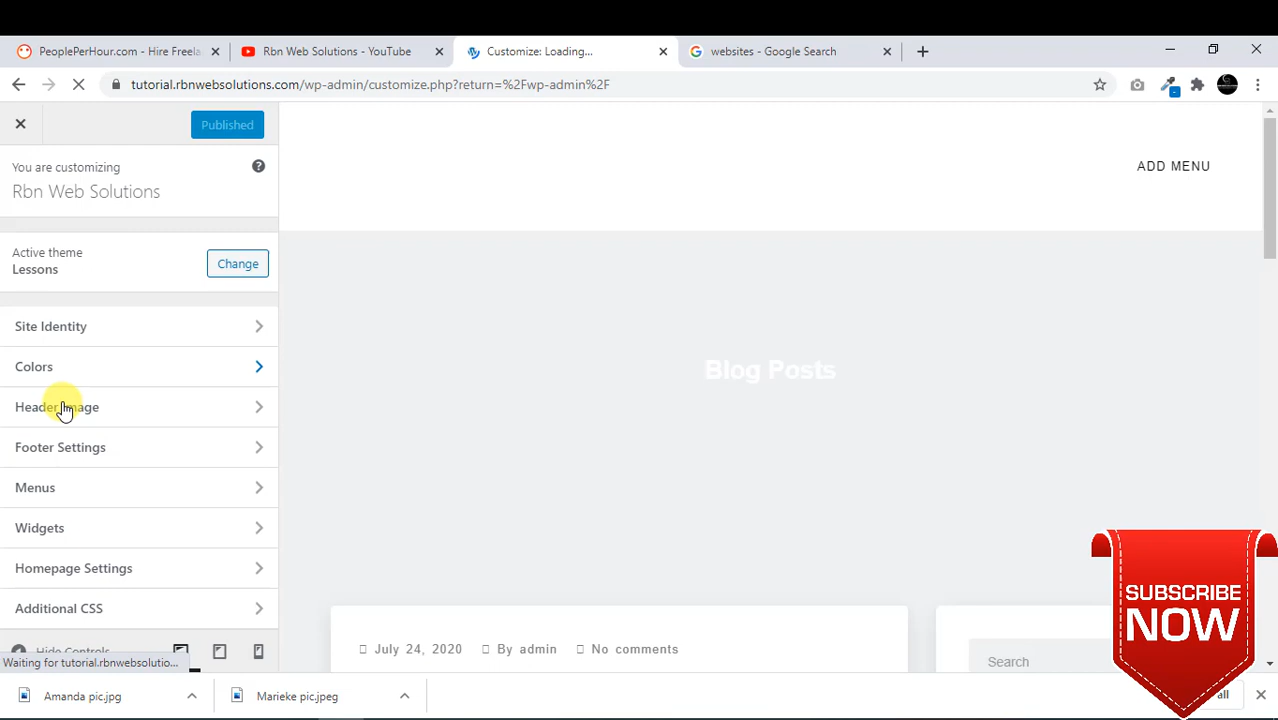 PeoplePerHour.com - Hire Freela
Rbn Web Solutions - YouTube
Customize: Loading...
websites - Google Search
tutorial.rbnwebsolutions.com/wp-admin/customize.php?return=%2Fwp-admin%2F
Published
You are customizing
Rbn Web Solutions
ADD MENU
Active theme
Lessons
Change
Site Identity
Colors
Header Image
Footer Settings
Menus
Widgets
Homepage Settings
Additional CSS
Hide Controls
Blog Posts
July 24, 2020 By admin No comments
Search
SUBSCRIBE
NOW
Waiting for tutorial.rbnwebsolutio...
Amanda pic.jpg
Marieke pic.jpeg
all